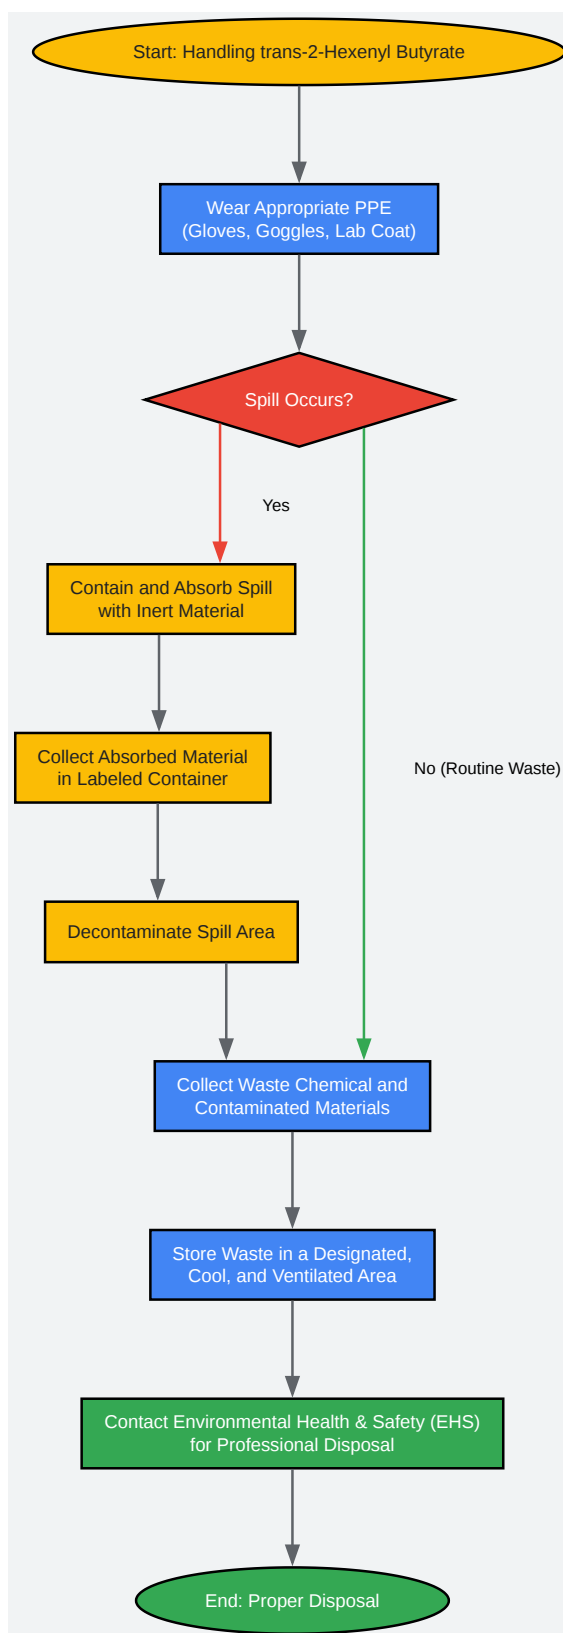 Start: Handling trans-2-Hexenyl Butyrate
Wear Appropriate PPE
(Gloves, Goggles, Lab Coat)
Spill Occurs?
Yes
Contain and Absorb Spill
with Inert Material
Collect Absorbed Material
in Labeled Container
No (Routine Waste)
Decontaminate Spill Area
Collect Waste Chemical and
Contaminated Materials
Store Waste in a Designated,
Cool, and Ventilated Area
Contact Environmental Health & Safety (EHS)
for Professional Disposal
End: Proper Disposal